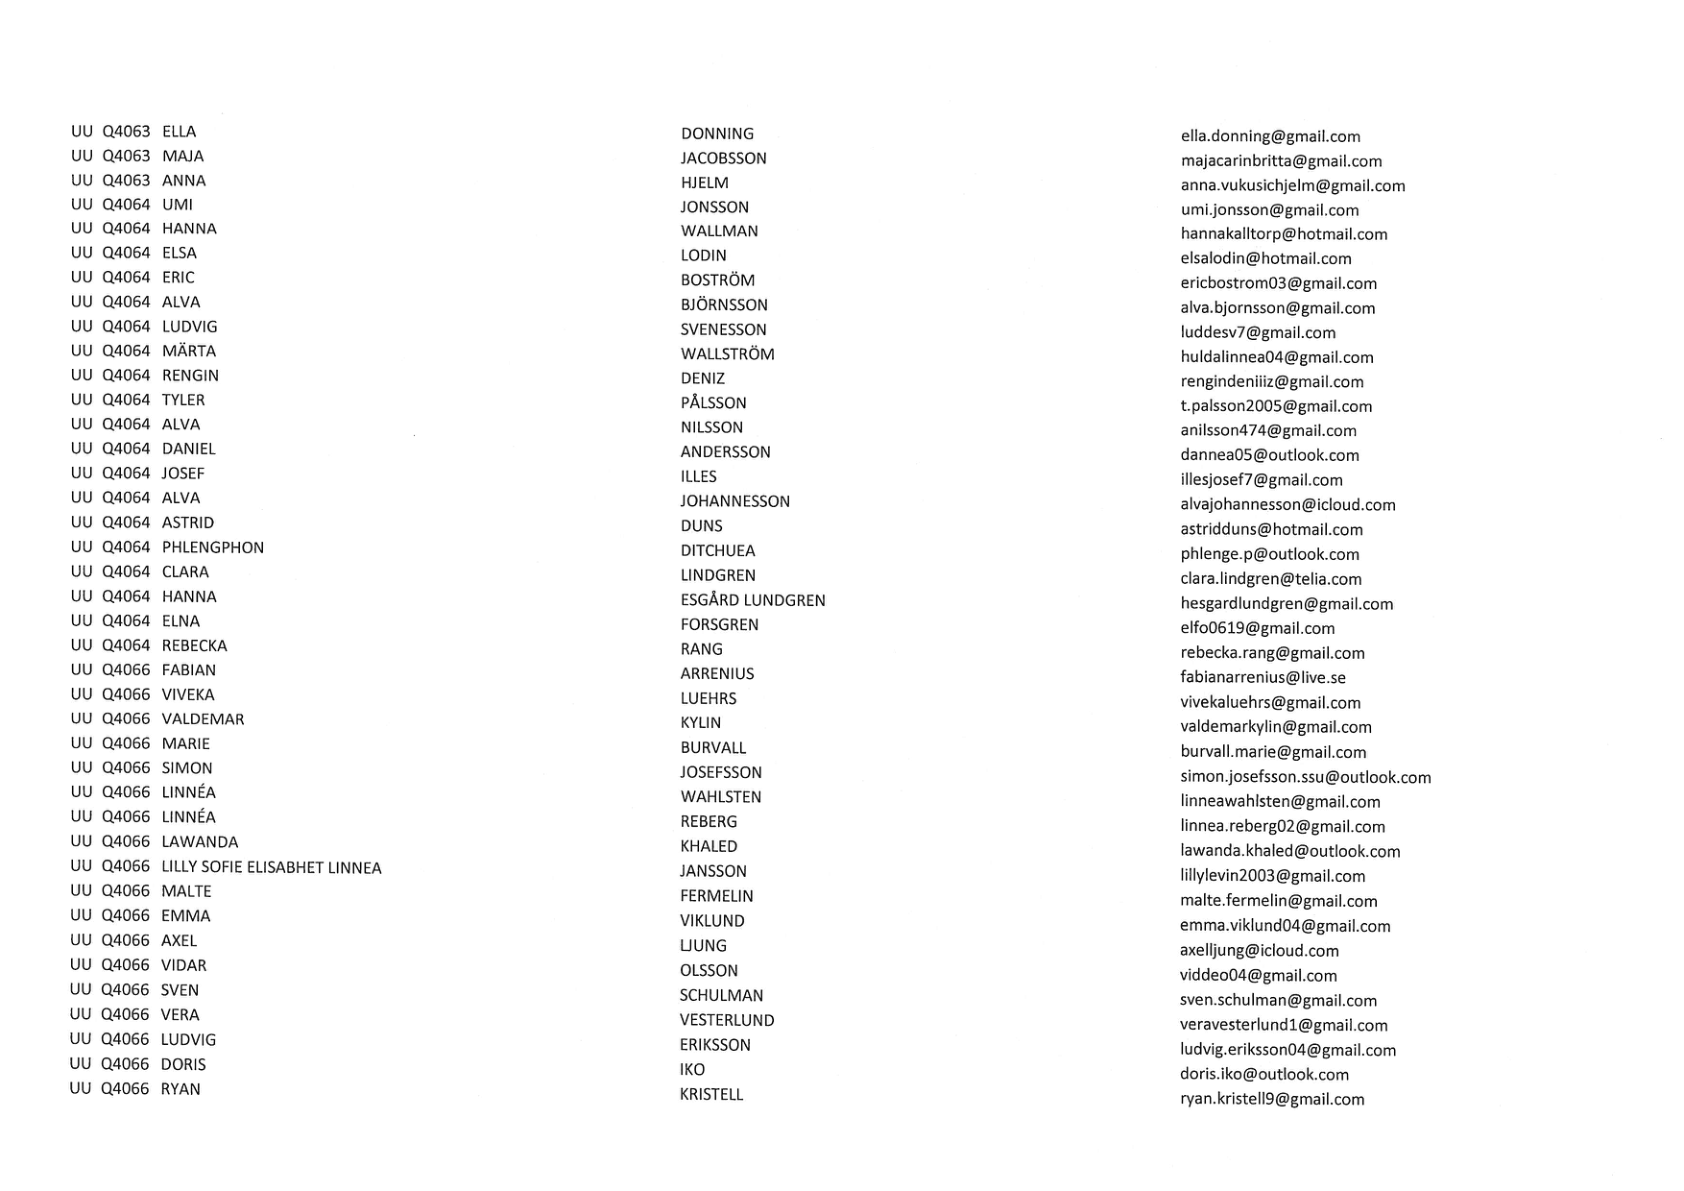 UU Q4063 ELLA DONNING ella.donning@gmail.com
UU Q4063 MAJA JACOBSSON majacarinbritta@gmail.com
UU Q4063 ANNA HJELM anna.vukusichjelm@gmail.com
UU Q4064 UMI JONSSON umi.jonsson@gmail.com
UU Q4064 HANNA WALLMAN hannakalltorp@hotmail.com
UU Q4064 ELSA LODIN elsalodin@hotmail.com
UU Q4064 ERIC BOSTRÖM ericbostrom03@gmail.com
UU Q4064 ALVA BJÖRNSSON alva.bjornsson@gmail.com
UU Q4064 LUDVIG SVENESSON luddesv7@gmail.com
UU Q4064 MÄRTA WALLSTRÖM huldalinnea04@gmail.com
UU Q4064 RENGIN DENIZ rengindeniiiz@gmail.com
UU Q4064 TYLER PÅLSSON t.palsson2005@gmail.com
UU Q4064 ALVA NILSSON anilsson474@gmail.com
UU Q4064 DANIEL ANDERSSON dannea05@outlook.com
UU Q4064 JOSEF ILLES illesjosef7@gmail.com
UU Q4064 ALVA JOHANNESSON alvajohannesson@icloud.com
UU Q4064 ASTRID DUNS astridduns@hotmail.com
UU Q4064 PHLENGPHON DITCHUEA phlenge.p@outlook.com
UU Q4064 CLARA LINDGREN clara.lindgren@telia.com
UU Q4064 HANNA ESGÅRD LUNDGREN hesgardlundgren@gmail.com
UU Q4064 ELNA FORSGREN elfo0619@gmail.com
UU Q4064 REBECKA RANG rebecka.rang@gmail.com
UU Q4066 FABIAN ARRENIUS fabianarrenius@live.se
UU Q4066 VIVEKA LUEHRS vivekaluehrs@gmail.com
UU Q4066 VALDEMAR KYLIN valdemarkylin@gmail.com
UU Q4066 MARIE BURVALL burvall.marie@gmail.com
UU Q4066 SIMON JOSEFSSON simon.josefsson.ssu@outlook.com
UU Q4066 LINNÉA WAHLSTEN linneawahlsten@gmail.com
UU Q4066 LINNÉA REBERG linnea.reberg02@gmail.com
UU Q4066 LAWANDA KHALED lawanda.khaled@outlook.com
UU Q4066 LILLY SOFIE ELISABHET LINNEA JANSSON lillylevin2003@gmail.com
UU Q4066 MALTE FERMELIN malte.fermelin@gmail.com
UU Q4066 EMMA VIKLUND emma.viklund04@gmail.com
UU Q4066 AXEL LJUNG axelljung@icloud.com
UU Q4066 VIDAR OLSSON viddeo04@gmail.com
UU Q4066 SVEN SCHULMAN sven.schulman@gmail.com
UU Q4066 VERA VESTERLUND veravesterlund1@gmail.com
UU Q4066 LUDVIG ERIKSSON ludvig.eriksson04@gmail.com
UU Q4066 DORIS IKO doris.iko@outlook.com
UU Q4066 RYAN KRISTELL ryan.kristell9@gmail.com